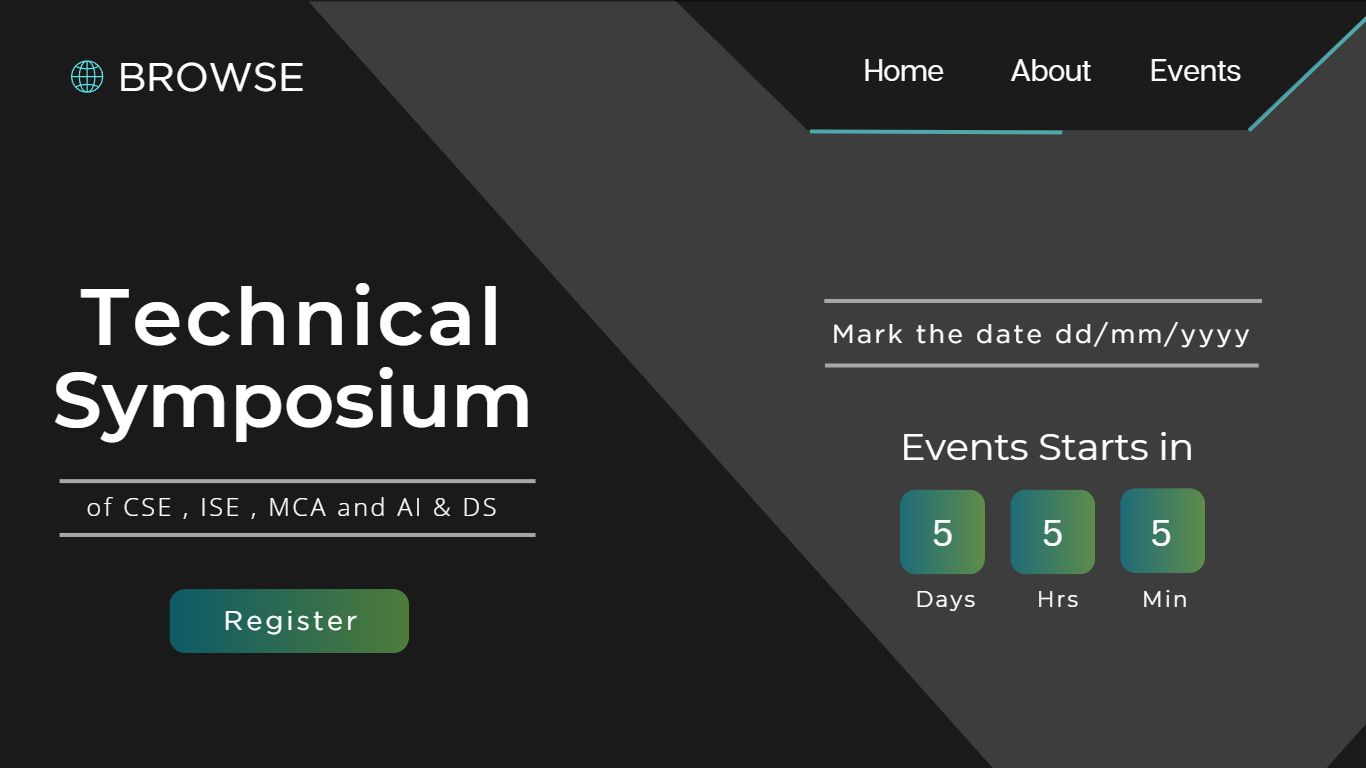 BROWSE
Home About Events
Technical
Symposium
of CSE , ISE , MCA and AI & DS
Register
Mark the date dd/mm/yyyy
Events Starts in
5 5 5
Days Hrs Min